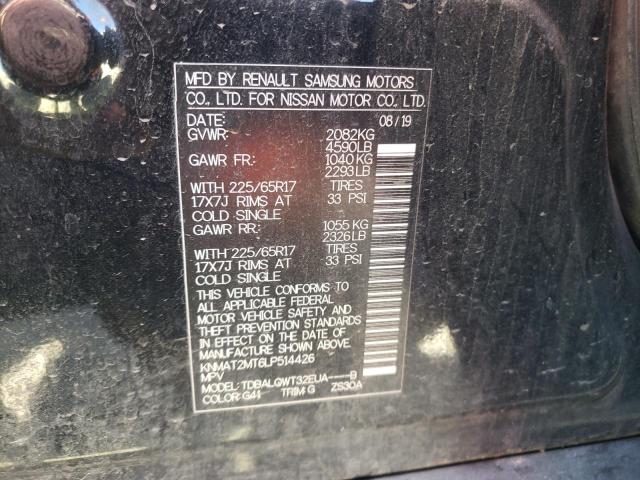 MFD BY RENAULT SAMSUNG MOTORS
CO., LTD. FOR NISSAN MOTOR CO., LTD.
DATE: 08/19
GVWR: 2082KG
4590LB
GAWR FR: 1040KG
2293LB
WITH 225/65R17 TIRES
17X7J RIMS AT 33 PSI
COLD SINGLE
GAWR RR: 1055KG
2326LB
WITH 225/65R17 TIRES
17X7J RIMS AT 33 PSI
COLD SINGLE
THIS VEHICLE CONFORMS TO
ALL APPLICABLE FEDERAL
MOTOR VEHICLE SAFETY AND
THEFT PREVENTION STANDARDS
IN EFFECT ON THE DATE OF
MANUFACTURE SHOWN ABOVE.
KNMAT2MT6LP514426
MPV
MODEL: TDBALQWT32EUA----B
COLOR:G41 TRIM:G ZS30A